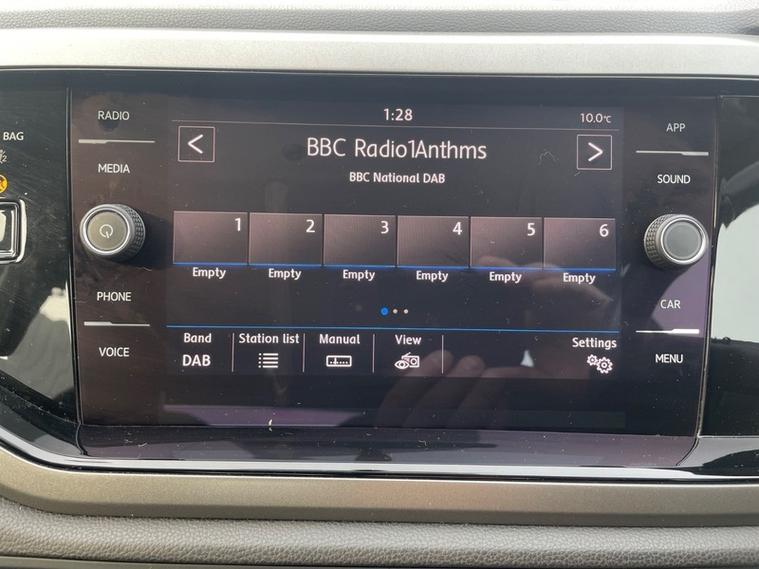 RADIO
MEDIA
PHONE
VOICE
BAG
1:28
10.0°C
BBC Radio1Anthms
BBC National DAB
1 2 3 4 5 6
Empty Empty Empty Empty Empty Empty
Band Station list Manual View Settings
DAB
APP
SOUND
CAR
MENU